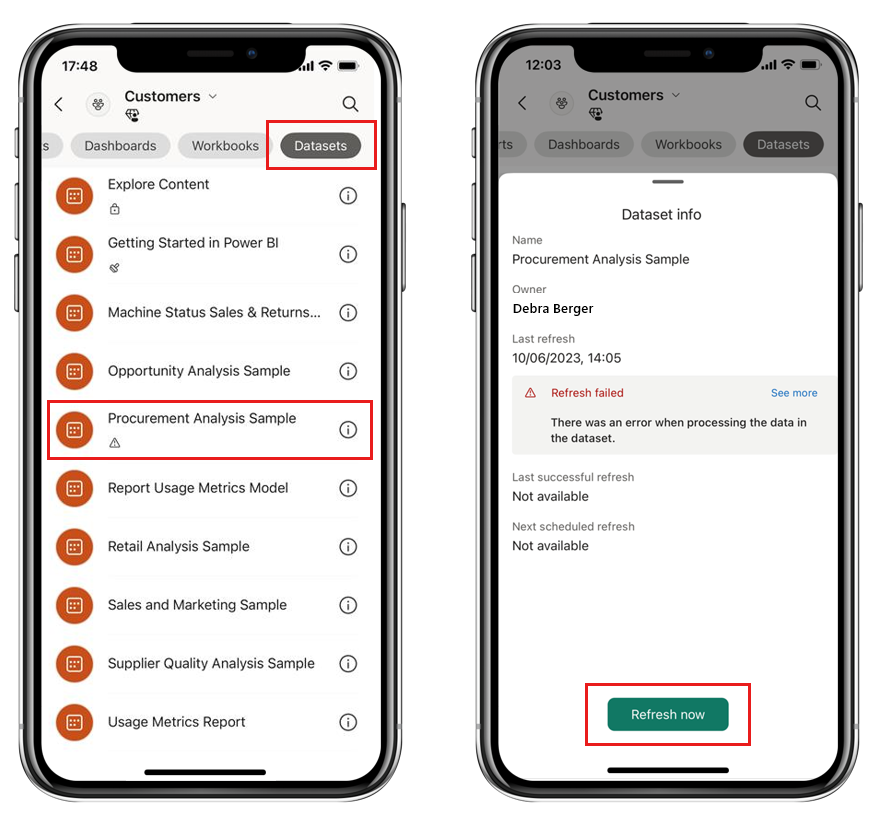 17:48
Customers
s
Dashboards
Workbooks
Datasets
Explore Content
Getting Started in Power BI
Machine Status Sales & Returns...
Opportunity Analysis Sample
Procurement Analysis Sample
Report Usage Metrics Model
Retail Analysis Sample
Sales and Marketing Sample
Supplier Quality Analysis Sample
Usage Metrics Report
12:03
Customers
rts
Dashboards
Workbooks
Datasets
Dataset info
Name
Procurement Analysis Sample
Owner
Debra Berger
Last refresh
10/06/2023, 14:05
Refresh failed
See more
There was an error when processing the data in
the dataset.
Last successful refresh
Not available
Next scheduled refresh
Not available
Refresh now